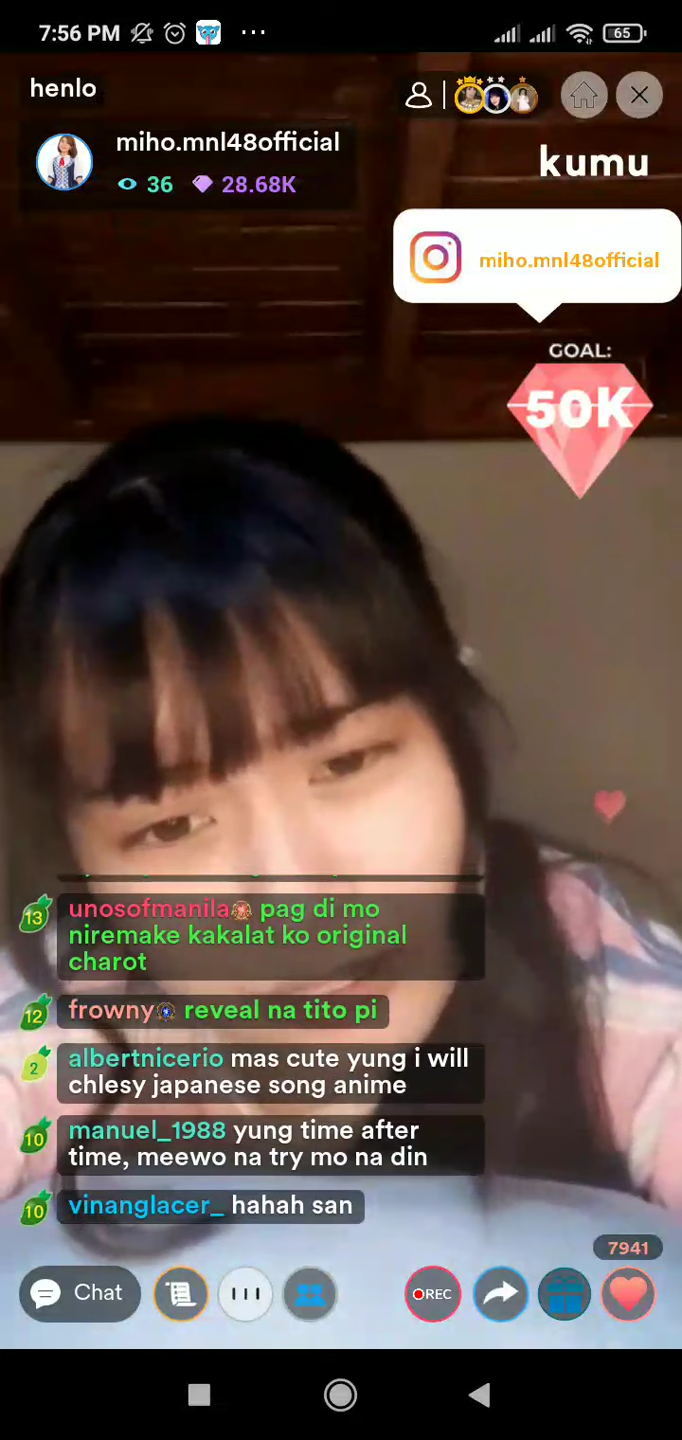 7:56 PM
65
henlo
miho.mnl48official
36 28.68K
kumu
miho.mnl48official
GOAL:
50K
13 unosofmanila pag di mo
niremake kakalat ko original
charot
12 frowny reveal na tito pi
2 albertnicerio mas cute yung i will
chlesy japanese song anime
10 manuel_1988 yung time after
time, meewo na try mo na din
10 vinanglacer_ hahah san
7941
Chat
REC